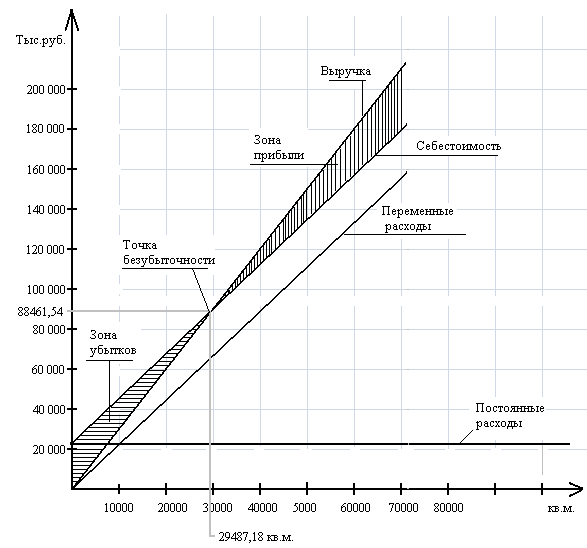 Тыс.руб.
Выручка
200 000
180 000
Зона
прибыли
Себестоимость
160 000
140 000
Переменные
расходы
120 000
Точка
безубыточности
100 000
88461,54
80 000
Зона
убытков
60 000
40 000
Постоянные
расходы
20 000
10000 20000 30000 40000 50000 60000 70000 80000 кв.м.
29487,18 кв.м.